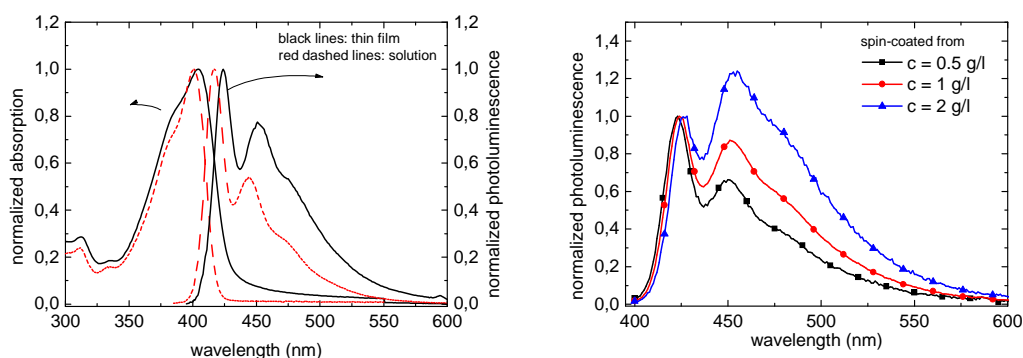 black lines: thin film
red dashed lines: solution
1,2
1,0
0,8
0,6
0,4
0,2
0,0
1,2
1,0
0,8
0,6
0,4
0,2
0,0
300 350 400 450 500 550 600
wavelength (nm)
normalized absorption
normalized photoluminescence
spin-coated from
c = 0.5 g/l
c = 1 g/l
c = 2 g/l
1,4
1,2
1,0
0,8
0,6
0,4
0,2
0,0
400 450 500 550 600
wavelength (nm)
normalized photoluminescence